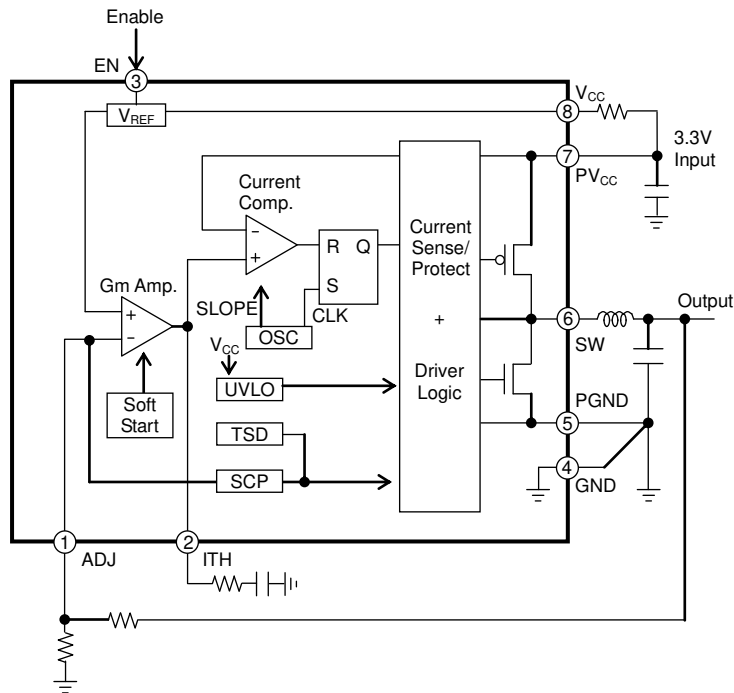 Enable
EN
3
VREF
VCC
8
3.3V
Input
7
PVCC
Current
Comp.
-
+
R Q
S
Current
Sense/
Protect
+
Driver
Logic
Gm Amp.
+
-
SLOPE
CLK
OSC
Output
6
SW
VCC
UVLO
Soft
Start
TSD
SCP
PGND
5
4
GND
1
ADJ
2
ITH